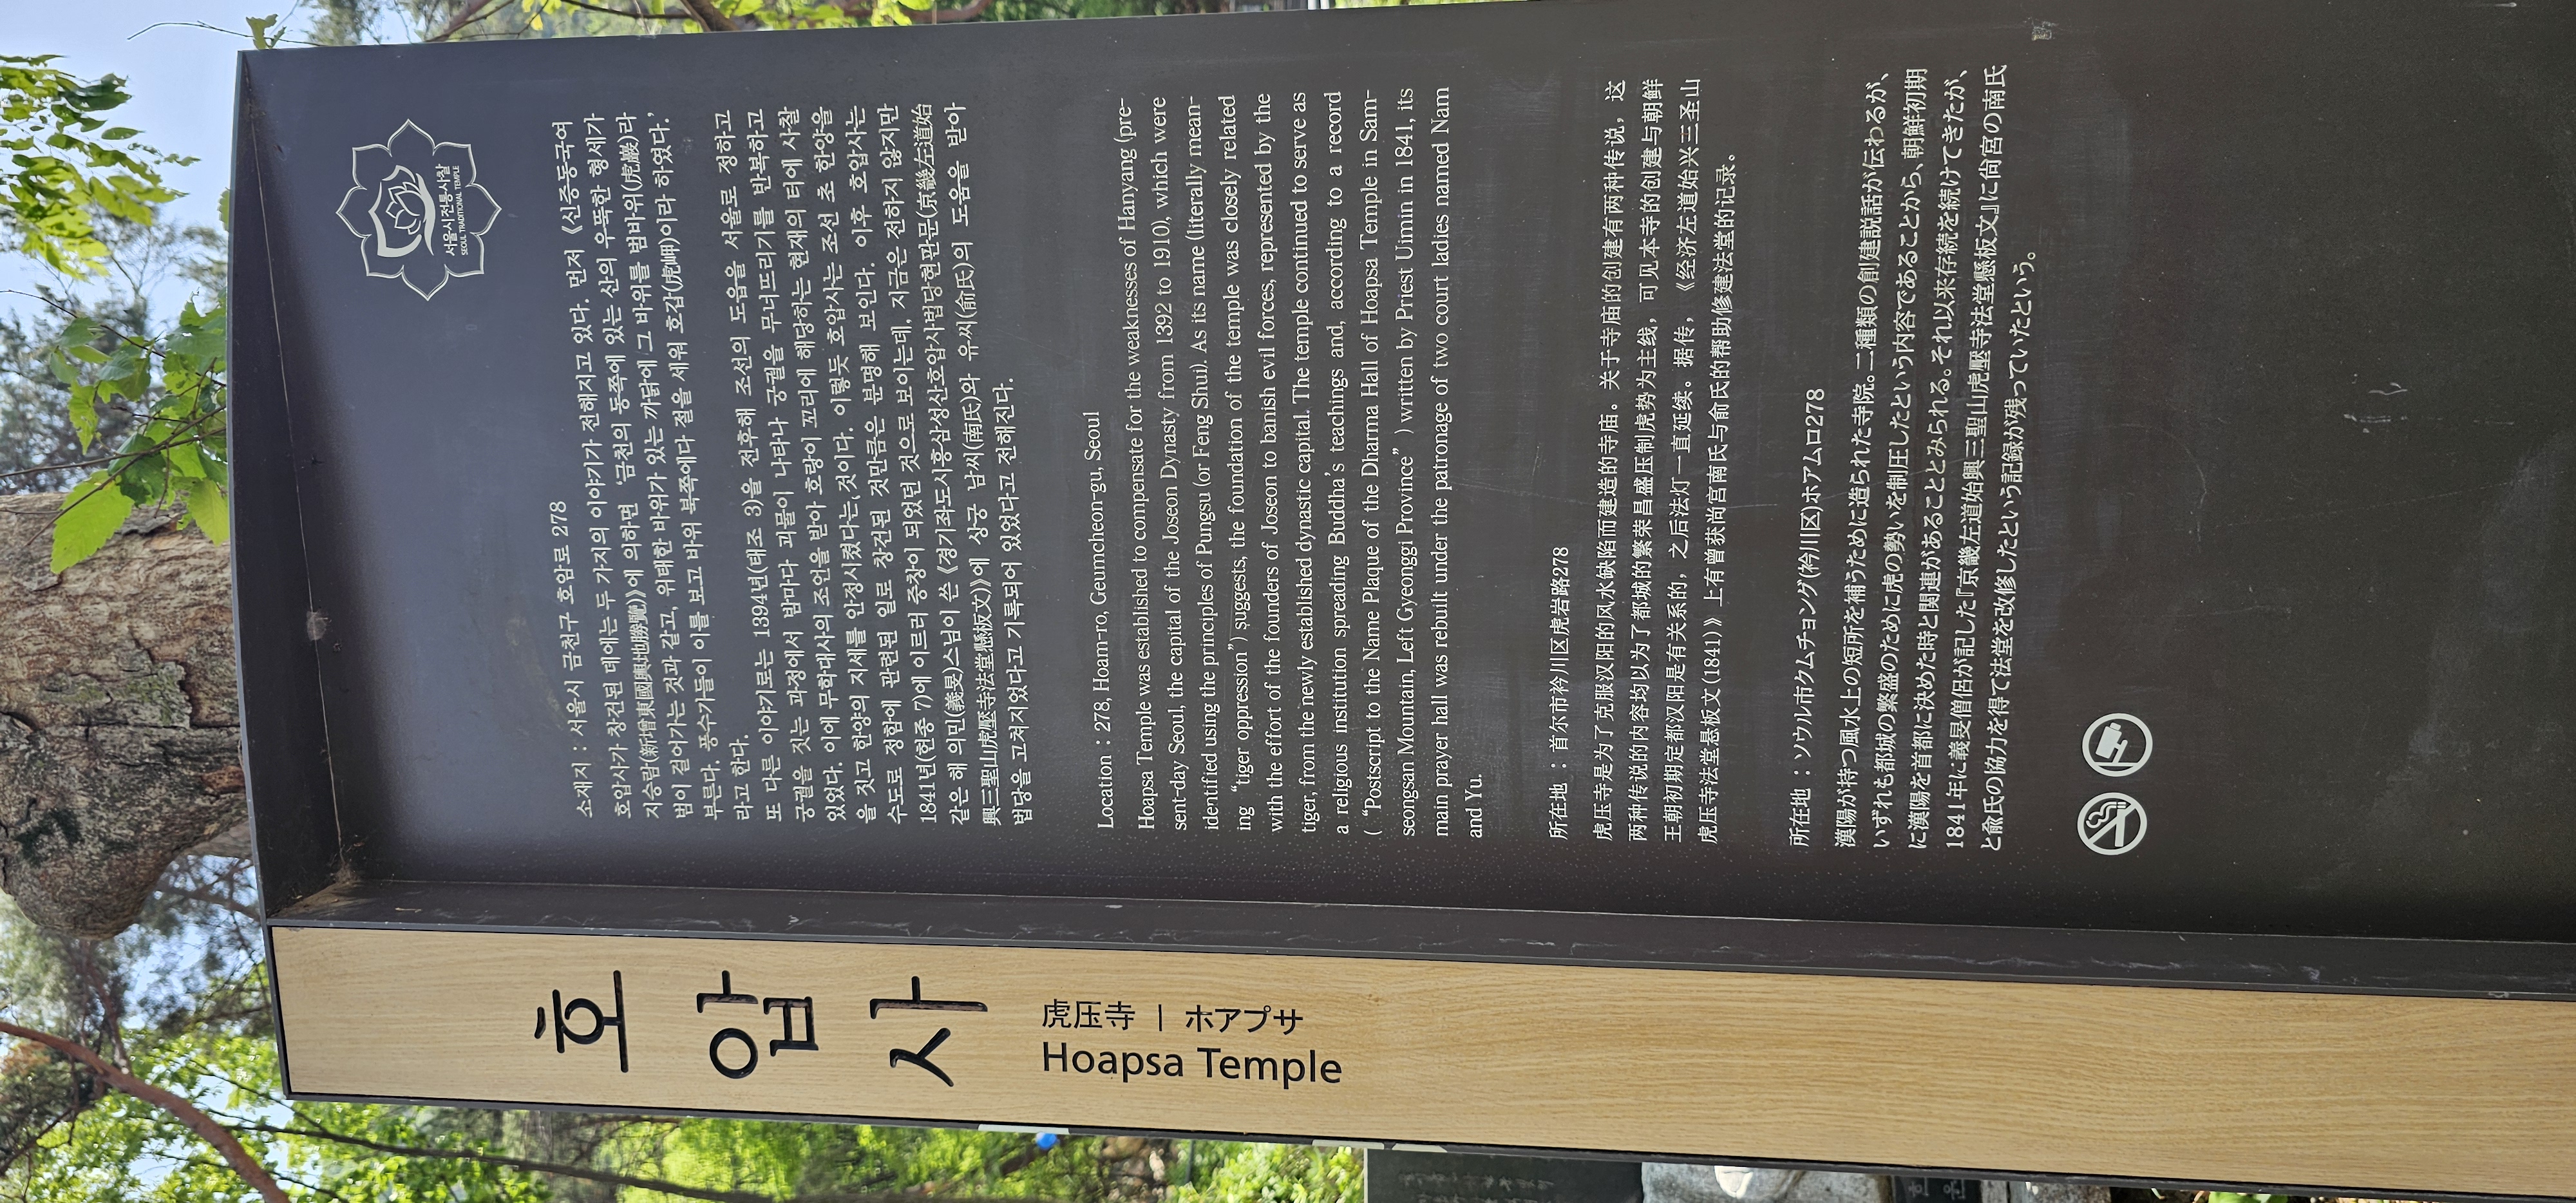 호압사
虎压寺 | ホアプサ
Hoapsa Temple
서울시전통사찰
SEOUL TRADITIONAL TEMPLE
소재지 : 서울시 금천구 호암로 278
호압사가 창건된 데에는 두 가지의 이야기가 전해지고 있다. 먼저 《신증동국여
지승람(新增東國輿地勝覽)》에 의하면 ‘금천의 동쪽에 있는 산의 우뚝한 형세가
범이 걸어가는 것과 같고, 위태한 바위가 있는 까닭에 그 바위를 범바위(虎巖)라
부른다. 풍수가들이 이를 보고 바위 북쪽에다 절을 세워 호갑(虎岬)이라 하였다.’
라고 한다.
또 다른 이야기로는 1394년(태조 3)을 전후해 조선의 도읍을 서울로 정하고
궁궐을 짓는 과정에서 밤마다 괴물이 나타나 궁궐을 무너뜨리기를 반복하고
있었다. 이에 무학대사의 조언을 받아 호랑이 꼬리에 해당하는 현재의 터에 사찰
을 짓고 한양의 지세를 안정시켰다는 것이다. 이렇듯 호압사는 조선 초 한양을
수도로 정함에 관련된 일로 창건된 것만큼은 분명해 보인다. 이후 호압사는
1841년(헌종 7)에 이르러 중창이 되었던 것으로 보이는데, 지금은 전하지 않지만
같은 해 의민(義旻)스님이 쓴 《경기좌도시흥삼성산호압사법당현판문(京畿左道始
興三聖山虎壓寺法堂懸板文)》에 상궁 남씨(南氏)와 유씨(俞氏)의 도움을 받아
법당을 고쳐지었다고 기록되어 있었다고 전해진다.
Location : 278, Hoam-ro, Geumcheon-gu, Seoul
Hoapsa Temple was established to compensate for the weaknesses of Hanyang (pre-
sent-day Seoul, the capital of the Joseon Dynasty from 1392 to 1910), which were
identified using the principles of Pungsu (or Feng Shui). As its name (literally mean-
ing “tiger oppression”) suggests, the foundation of the temple was closely related
with the effort of the founders of Joseon to banish evil forces, represented by the
tiger, from the newly established dynastic capital. The temple continued to serve as
a religious institution spreading Buddha’s teachings and, according to a record
(“Postscript to the Name Plaque of the Dharma Hall of Hoapsa Temple in Sam-
seongsan Mountain, Left Gyeonggi Province”) written by Priest Uimin in 1841, its
main prayer hall was rebuilt under the patronage of two court ladies named Nam
and Yu.
所在地 : 首尔市衿川区虎岩路278
虎压寺是为了克服汉阳的风水缺陷而建造的寺庙。关于寺庙的创建有两种传说，这
两种传说的内容均以为了都城的繁荣昌盛压制虎势为主线，可见本寺的创建与朝鲜
王朝初期定都汉阳是有关系的，之后法灯一直延续。据传，《经济左道始兴三圣山
虎压寺法堂悬板文(1841)》上有曾获尚宫南氏与俞氏的帮助修建法堂的记录。
所在地 : ソウル市クムチョング(衿川区)ホアムロ278
漢陽が持つ風水上の短所を補うために造られた寺院。二種類の創建説話が伝わるが、
いずれも都城の繁盛のために虎の勢いを制圧したという内容であることから、朝鮮初期
に漢陽を首都に決めた時と関連があることとみられる。それ以来存続を続けてきたが、
1841年に義旻僧侶が記した『京畿左道始興三聖山虎壓寺法堂懸板文』に尙宮の南氏
と兪氏の協力を得て法堂を改修したという記録が残っていたという。